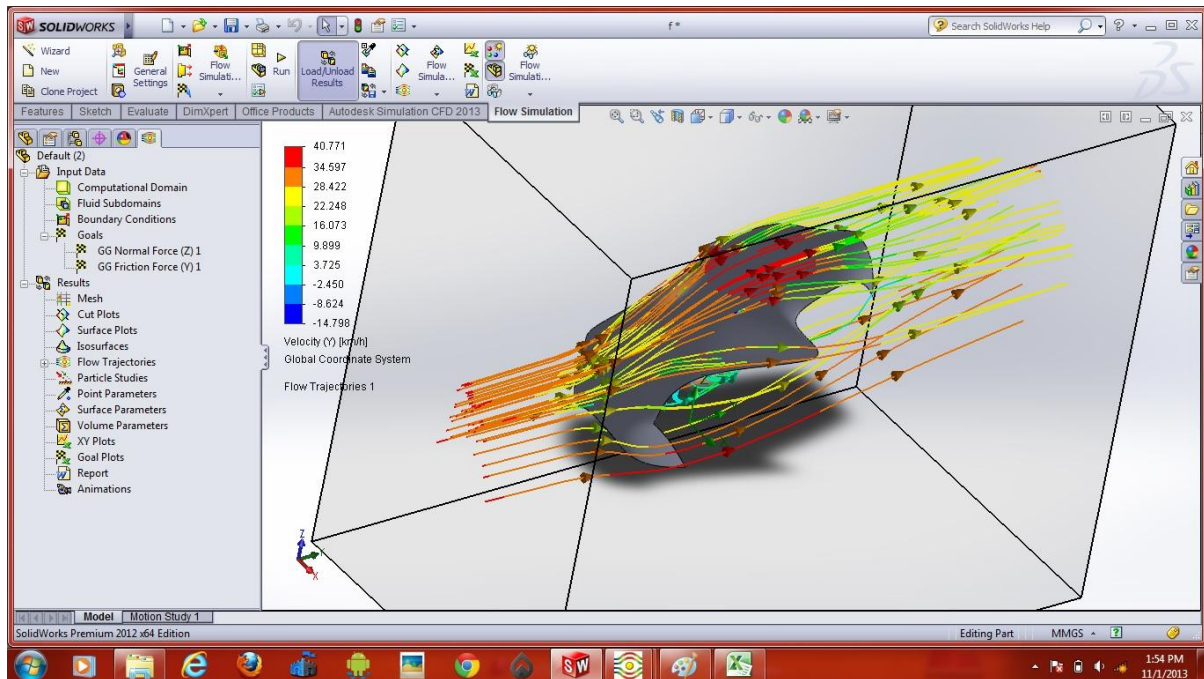 SOLIDWORKS
f *
Search SolidWorks Help
Wizard
New
Clone Project
General Settings
Flow Simulati...
Run
Load/Unload Results
Flow Simula...
Flow Simulati...
Features Sketch Evaluate DimXpert Office Products Autodesk Simulation CFD 2013 Flow Simulation
Default (2)
Input Data
Computational Domain
Fluid Subdomains
Boundary Conditions
Goals
GG Normal Force (Z) 1
GG Friction Force (Y) 1
Results
Mesh
Cut Plots
Surface Plots
Isosurfaces
Flow Trajectories
Particle Studies
Point Parameters
Surface Parameters
Volume Parameters
XY Plots
Goal Plots
Report
Animations
40.771
34.597
28.422
22.248
16.073
9.899
3.725
-2.450
-8.624
-14.798
Velocity (Y) [km/h]
Global Coordinate System
Flow Trajectories 1
Z
Y
X
Model Motion Study 1
SolidWorks Premium 2012 x64 Edition
Editing Part
MMGS
SW
1:54 PM
11/1/2013